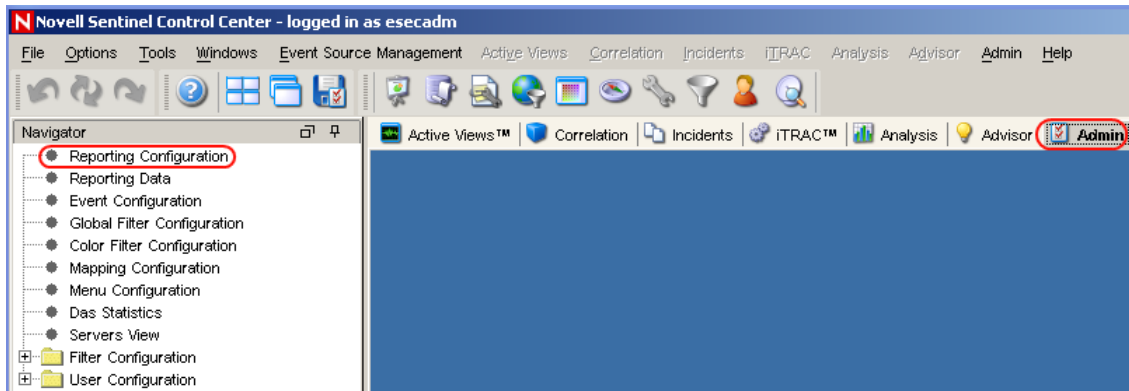 Novell Sentinel Control Center - logged in as esecadm
File Options Tools Windows Event Source Management Active Views Correlation Incidents iTRAC Analysis Advisor Admin Help
Navigator
Active Views™ Correlation Incidents iTRAC™ Analysis Advisor Admin
Reporting Configuration
Reporting Data
Event Configuration
Global Filter Configuration
Color Filter Configuration
Mapping Configuration
Menu Configuration
Das Statistics
Servers View
Filter Configuration
User Configuration